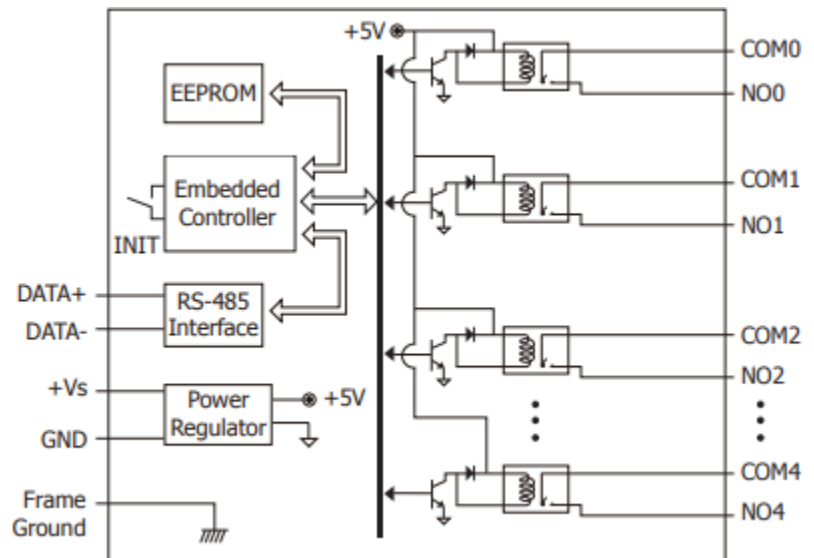 +5V
COM0
EEPROM
NO0
Embedded
Controller
COM1
INIT
NO1
DATA+
RS-485
Interface
DATA-
COM2
+Vs
Power
Regulator
+5V
NO2
GND
COM4
Frame
Ground
NO4